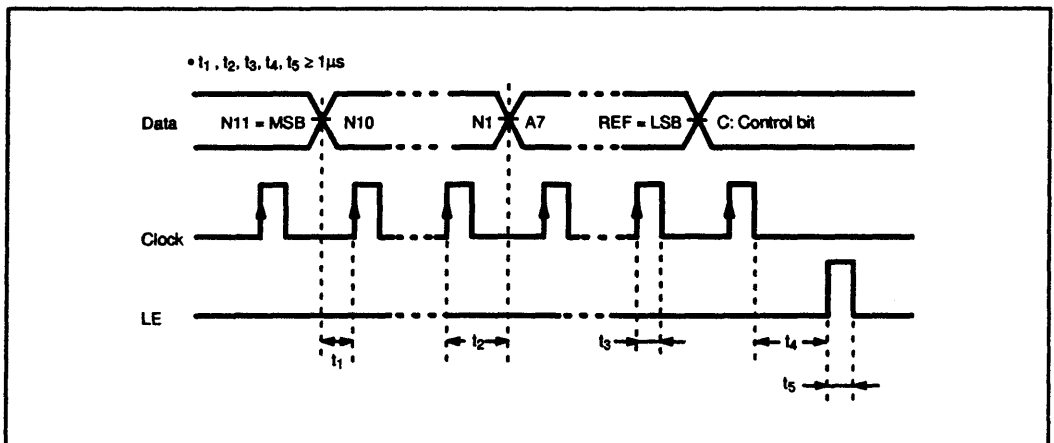 • t1 , t2, t3, t4, t5 ≥ 1μs
Data N11 = MSB N10 N1 A7 REF = LSB C: Control bit
Clock
LE
t1 t2 t3 t4
t5